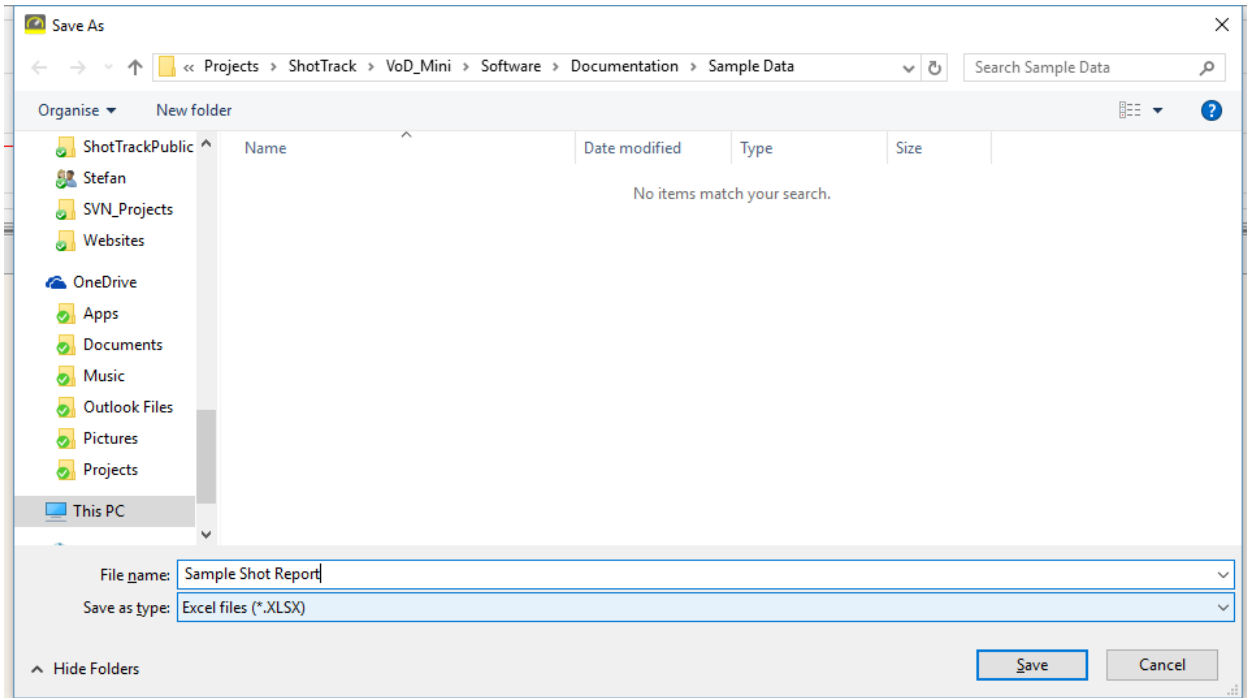 Save As
« Projects > ShotTrack > VoD_Mini > Software > Documentation > Sample Data
Search Sample Data
Organise
New folder
?
Name Date modified Type Size
No items match your search.
ShotTrackPublic
Stefan
SVN_Projects
Websites
OneDrive
Apps
Documents
Music
Outlook Files
Pictures
Projects
This PC
File name: Sample Shot Report
Save as type: Excel files (*.XLSX)
Hide Folders
Save
Cancel